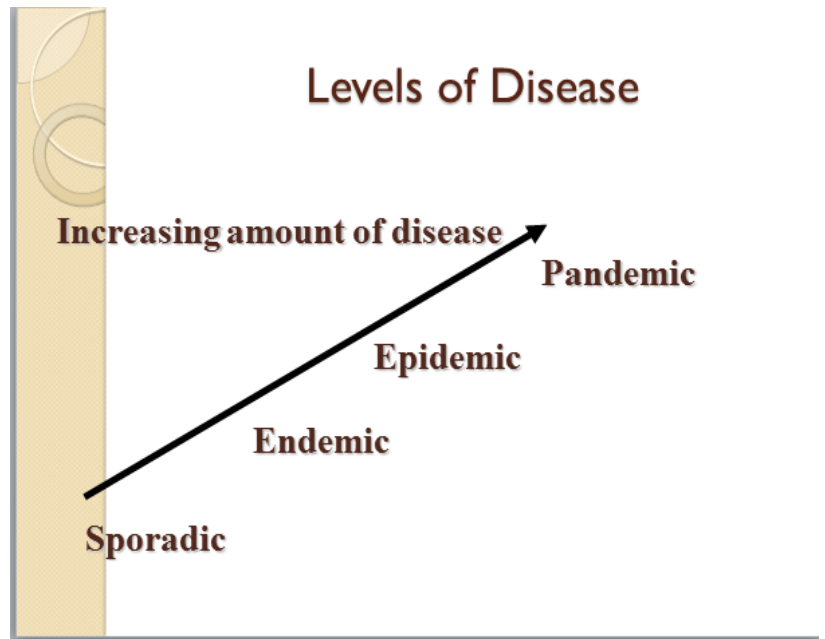 Levels of Disease
Increasing amount of disease
Pandemic
Epidemic
Endemic
Sporadic